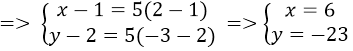 => { x − 1 = 5(2 − 1) => { x = 6
y − 2 = 5(−3 − 2) y = −23